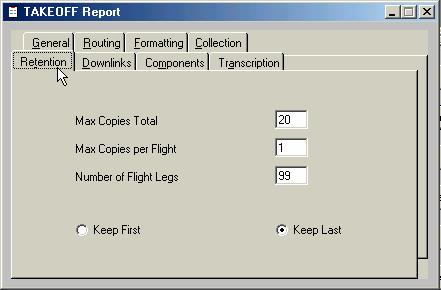 TAKEOFF Report
General Routing Formatting Collection
Retention Downlinks Components Transcription
Max Copies Total 20
Max Copies per Flight 1
Number of Flight Legs 99
Keep First Keep Last